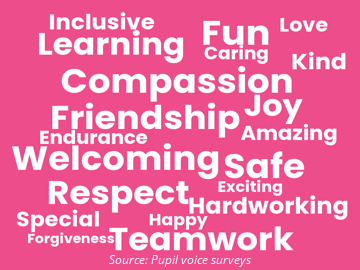 Inclusive
Love
Fun
Learning
Caring
Kind
Compassion
Joy
Friendship
Amazing
Endurance
Welcoming
Safe
Exciting
Respect
Hardworking
Special
Happy
Forgiveness
Teamwork
Source: Pupil voice surveys